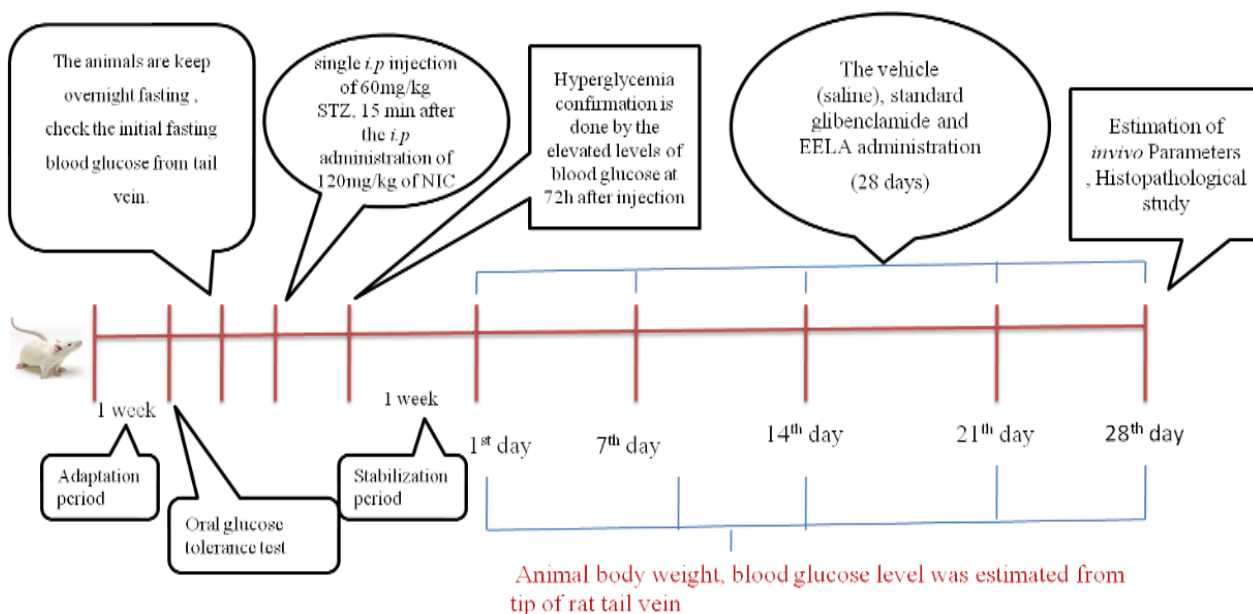 The animals are keep
overnight fasting ,
check the initial fasting
blood glucose from tail
vein.
single i.p injection
of 60mg/kg
STZ, 15 min after
the i.p
administration of
120mg/kg of NIC
Hyperglycemia
confirmation is
done by the
elevated levels of
blood glucose at
72h after injection
The vehicle
(saline), standard
glibenclamide and
EELA administration
(28 days)
Estimation of
invivo Parameters
, Histopathological
study
1 week
Adaptation
period
Oral glucose
tolerance test
1 week
Stabilization
period
1st day
7th day
14th day
21th day
28th day
Animal body weight, blood glucose level was estimated from
tip of rat tail vein